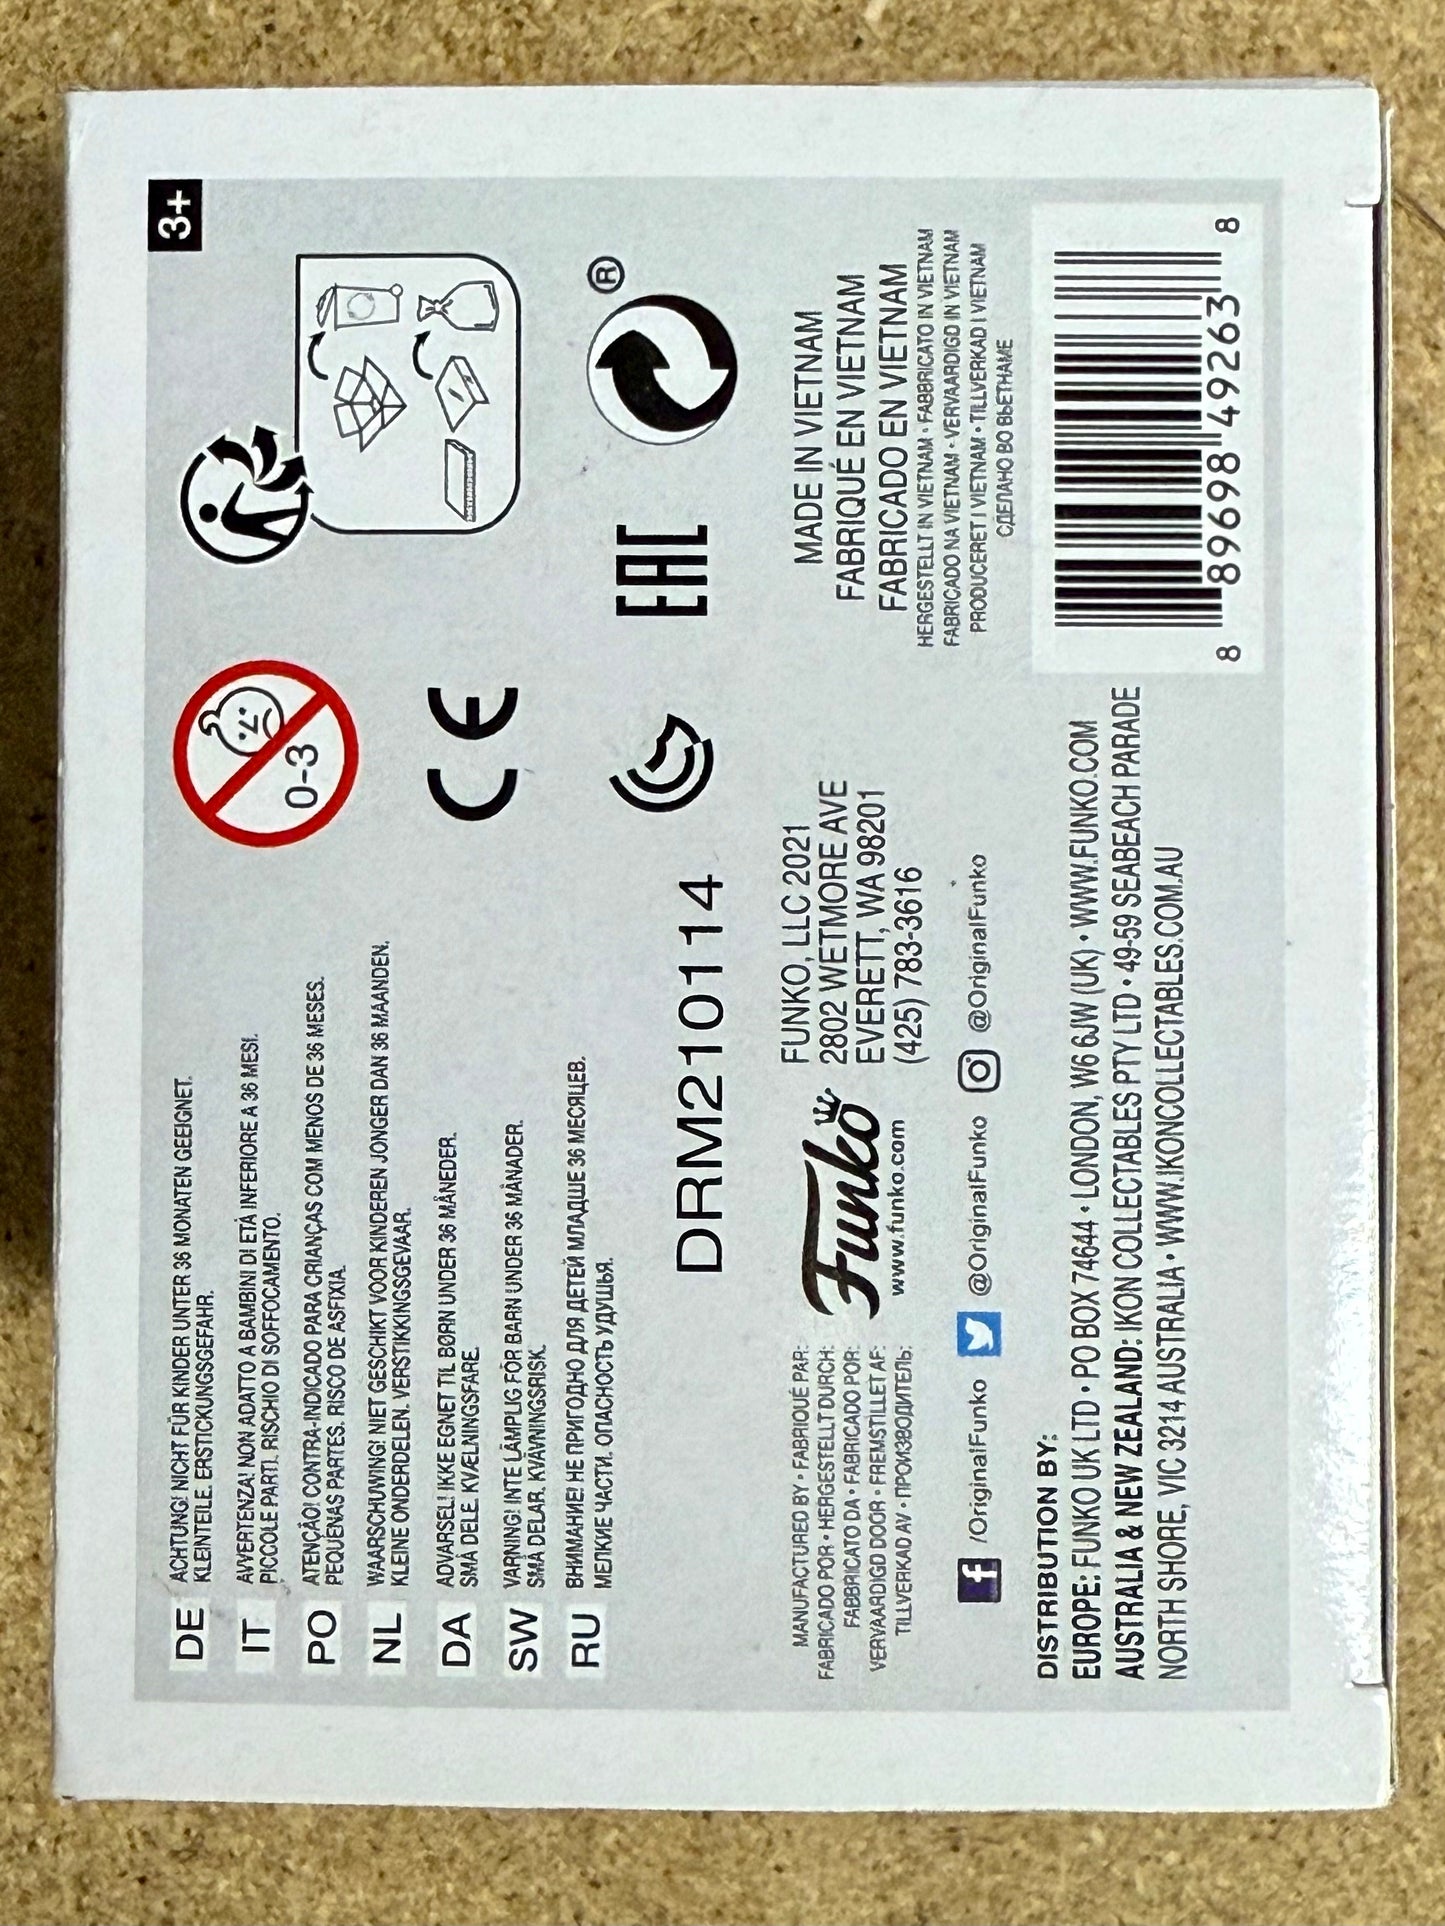 DE
ACHTUNG! NICHT FÜR KINDER UNTER 36 MONATEN GEEIGNET.
KLEINTEILE. ERSTICKUNGSGEFAHR.
IT
AVVERTENZA! NON ADATTO A BAMBINI DI ETÀ INFERIORE A 36 MESI.
PICCOLE PARTI. RISCHIO DI SOFFOCAMENTO.
PO
ATENÇÃO! CONTRA-INDICADO PARA CRIANÇAS COM MENOS DE 36 MESES.
PEQUENAS PARTES. RISCO DE ASFIXIA.
NL
WAARSCHUWING! NIET GESCHIKT VOOR KINDEREN JONGER DAN 36 MAANDEN.
KLEINE ONDERDELEN. VERSTIKKINGSGEVAAR.
DA
ADVARSEL! IKKE EGNET TIL BØRN UNDER 36 MÅNEDER.
SMÅ DELE. KVÆLNINGSFARE.
SW
VARNING! INTE LÄMPLIG FÖR BARN UNDER 36 MÅNADER.
SMÅ DELAR. KVÄVNINGSRISK.
RU
ВНИМАНИЕ! НЕ ПРИГОДНО ДЛЯ ДЕТЕЙ МЛАДШЕ 36 МЕСЯЦЕВ.
МЕЛКИЕ ЧАСТИ. ОПАСНОСТЬ УДУШЬЯ.
0-3
3+
CE
EAC
®
DRM210114
MANUFACTURED BY • FABRIQUÉ PAR:
FABRICADO POR • HERGESTELLT DURCH:
FABBRICATO DA • FABRICADO POR:
VERVAARDIGD DOOR • FREMSTILLET AF:
TILLVERKAD AV • ПРОИЗВОДИТЕЛЬ:
Funko
www.funko.com
FUNKO, LLC 2021
2802 WETMORE AVE
EVERETT, WA 98201
(425) 783-3616
MADE IN VIETNAM
FABRIQUÉ EN VIETNAM
FABRICADO EN VIETNAM
HERGESTELLT IN VIETNAM • FABBRICATO IN VIETNAM
FABRICADO NA VIETNAM • VERVAARDIGD IN VIETNAM
PRODUCERET I VIETNAM • TILLVERKAD I VIETNAM
СДЕЛАНО ВО ВЬЕТНАМЕ
f /OriginalFunko @OriginalFunko @OriginalFunko
DISTRIBUTION BY:
EUROPE: FUNKO UK LTD • PO BOX 74644 • LONDON, W6 6JW (UK) • WWW.FUNKO.COM
AUSTRALIA & NEW ZEALAND: IKON COLLECTABLES PTY LTD • 49-59 SEABEACH PARADE
NORTH SHORE, VIC 3214 AUSTRALIA • WWW.IKONCOLLECTABLES.COM.AU
8 89698 49263 8